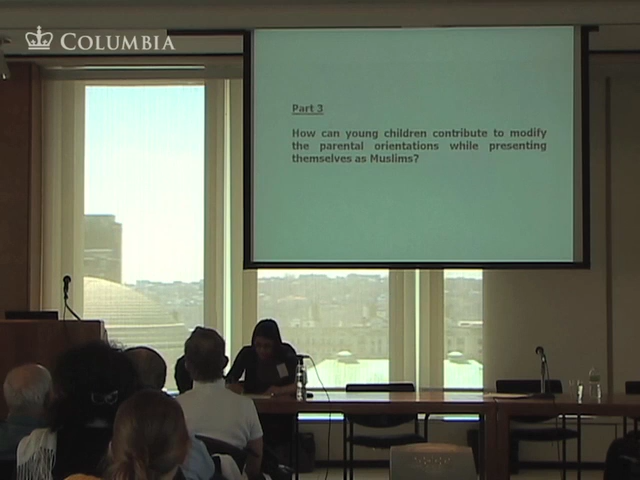 COLUMBIA
Part 3
How can young children contribute to modify
the parental orientations while presenting
themselves as Muslims?